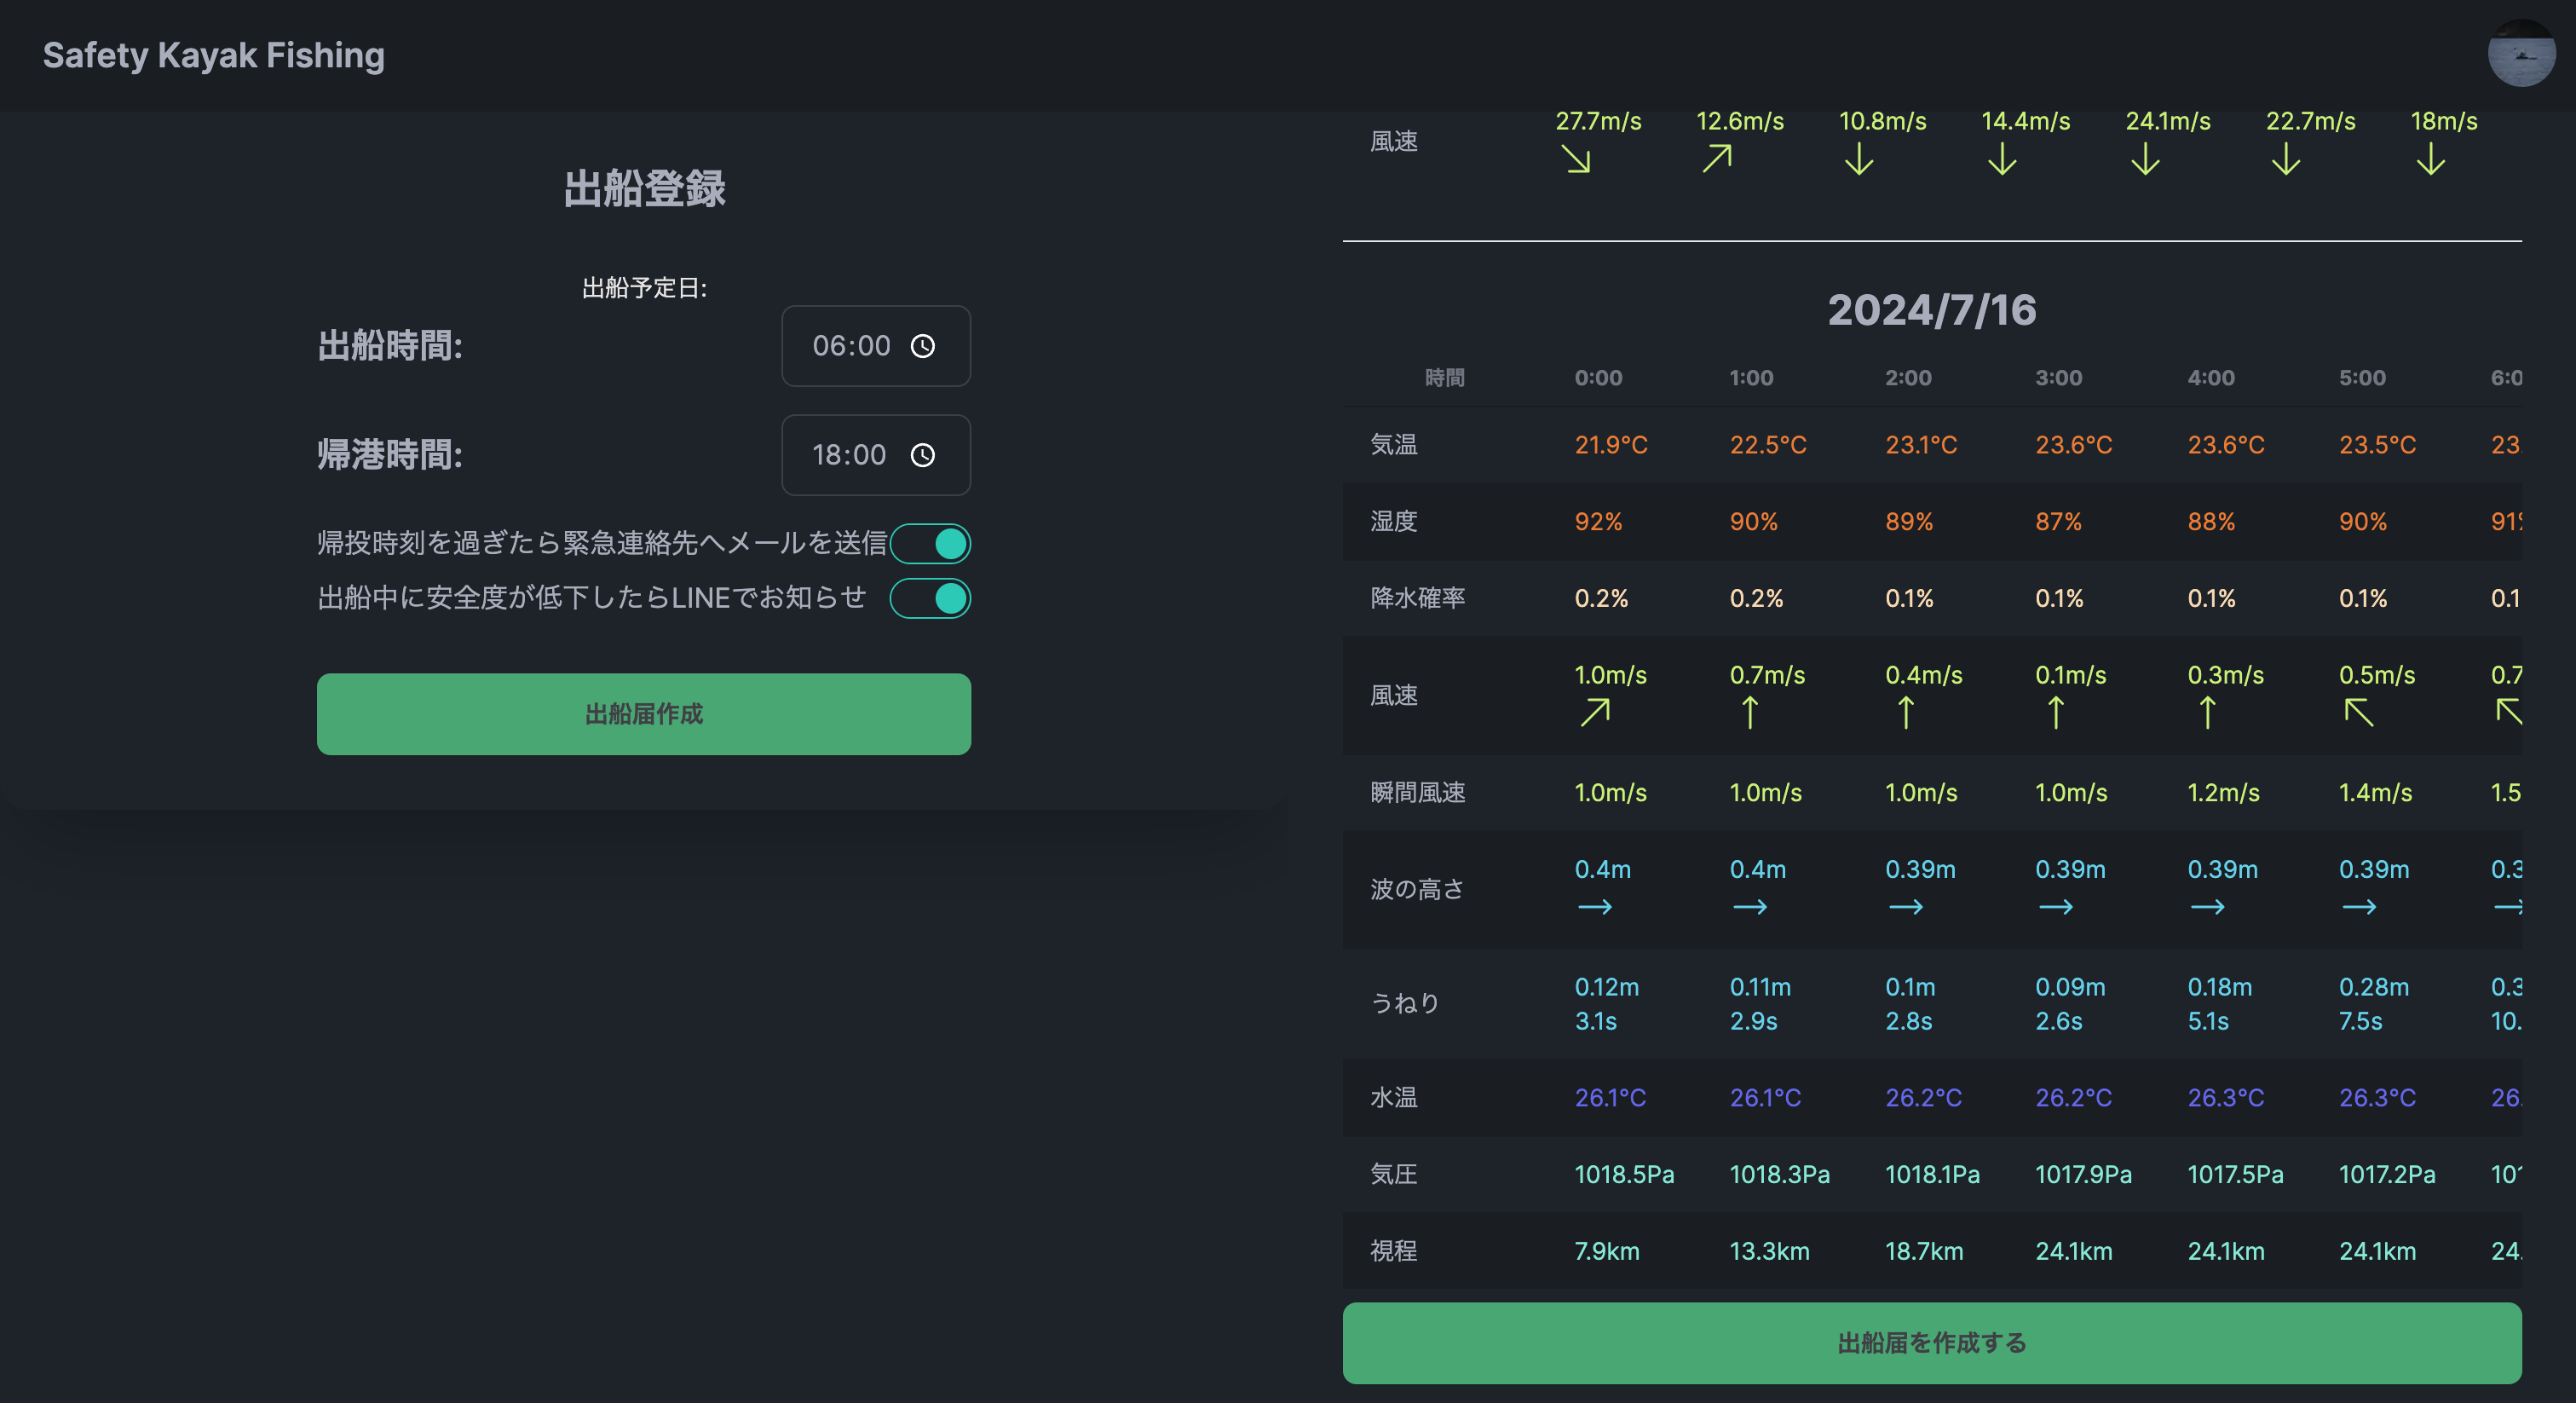 Safety Kayak Fishing
出船登録
出船予定日:
出船時間:
06:00
帰港時間:
18:00
帰投時刻を過ぎたら緊急連絡先へメールを送信
出船中に安全度が低下したらLINEでお知らせ
出船届作成
風速 27.7m/s 12.6m/s 10.8m/s 14.4m/s 24.1m/s 22.7m/s 18m/s
2024/7/16
時間 0:00 1:00 2:00 3:00 4:00 5:00 6:0
気温 21.9°C 22.5°C 23.1°C 23.6°C 23.6°C 23.5°C 23.
湿度 92% 90% 89% 87% 88% 90% 91%
降水確率 0.2% 0.2% 0.1% 0.1% 0.1% 0.1% 0.1
風速 1.0m/s 0.7m/s 0.4m/s 0.1m/s 0.3m/s 0.5m/s 0.7
瞬間風速 1.0m/s 1.0m/s 1.0m/s 1.0m/s 1.2m/s 1.4m/s 1.5
波の高さ 0.4m 0.4m 0.39m 0.39m 0.39m 0.39m 0.3
うねり 0.12m 0.11m 0.1m 0.09m 0.18m 0.28m 0.3
3.1s 2.9s 2.8s 2.6s 5.1s 7.5s 10.
水温 26.1°C 26.1°C 26.2°C 26.2°C 26.3°C 26.3°C 26.
気圧 1018.5Pa 1018.3Pa 1018.1Pa 1017.9Pa 1017.5Pa 1017.2Pa 101
視程 7.9km 13.3km 18.7km 24.1km 24.1km 24.1km 24.
出船届を作成する